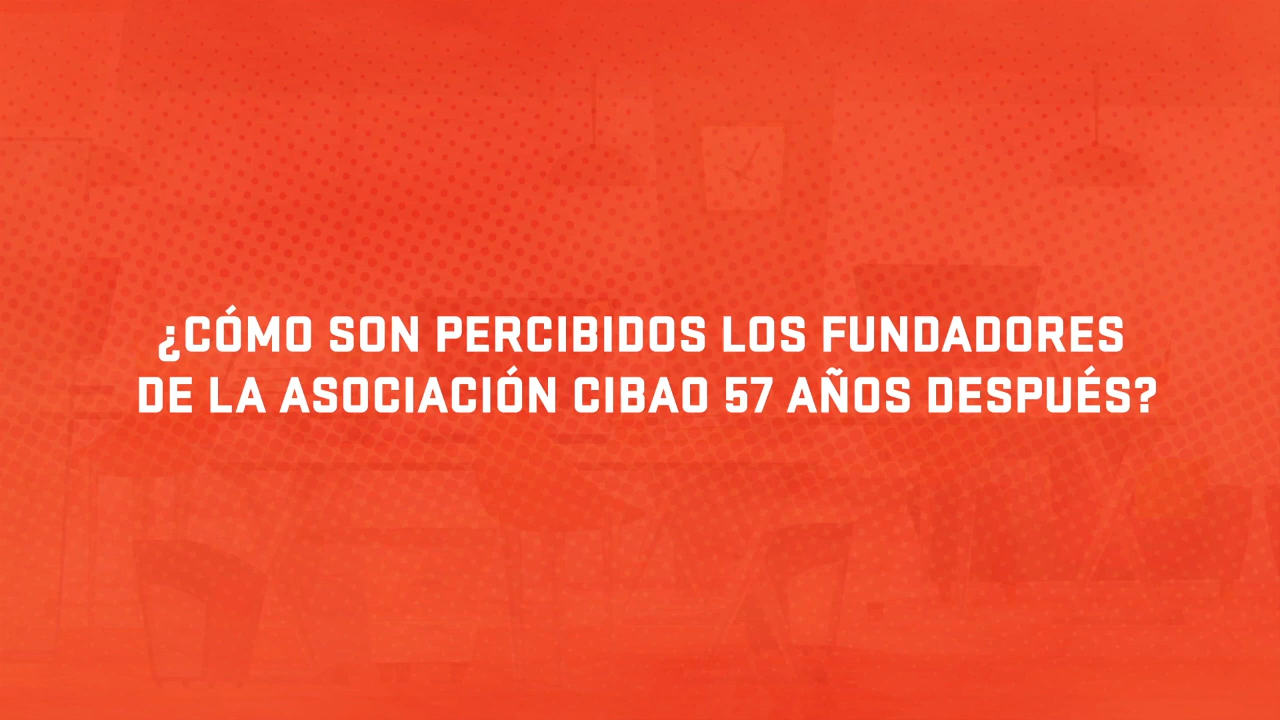 ¿CÓMO SON PERCIBIDOS LOS FUNDADORES
DE LA ASOCIACIÓN CIBAO 57 AÑOS DESPUÉS?